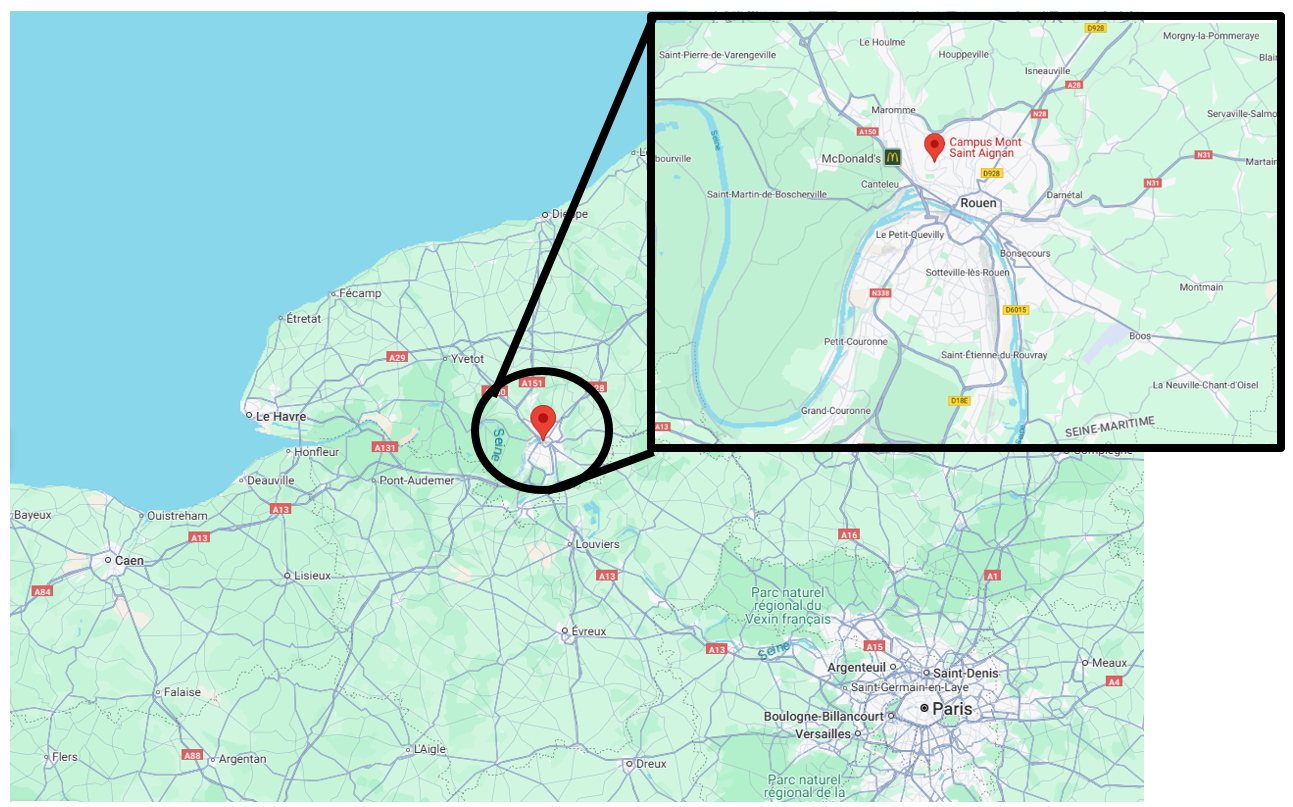 D928
Morgny-la-Pommeraye
Le Houlme
Saint-Pierre-de-Varengeville
Houppeville
Isneauville
A28
Maromme
N28
Servaville-Salmo
A150
Campus Mont
Saint Aignan
McDonald's
bourville
N31
Martain
Seine
D928
N31
Canteleu
Saint-Martin-de-Boscherville
Darnétal
Rouen
Le Petit-Quevilly
Bonsecours
Sotteville-lès-Rouen
Montmain
N338
D6015
Boos
Petit-Couronne
Saint-Étienne-du-Rouvray
La Neuville-Chant-d'Oisel
D18E
Grand-Couronne
A13
SEINE-MARITIME
Dieppe
Fécamp
Étretat
A29
Yvetot
A151
28
Le Havre
Seine
A131
Honfleur
Deauville
Pont-Audemer
A13
Bayeux
Ouistreham
A13
Caen
Louviers
A16
Lisieux
A13
A1
A84
Parc naturel
régional du
Vexin français
Évreux
A13
Seine
A15
Argenteuil
Saint-Denis
Meaux
A4
Saint-Germain-en-Laye
Falaise
Paris
Boulogne-Billancourt
Versailles
L'Aigle
Flers
A88
Argentan
Dreux
Parc naturel
régional de la